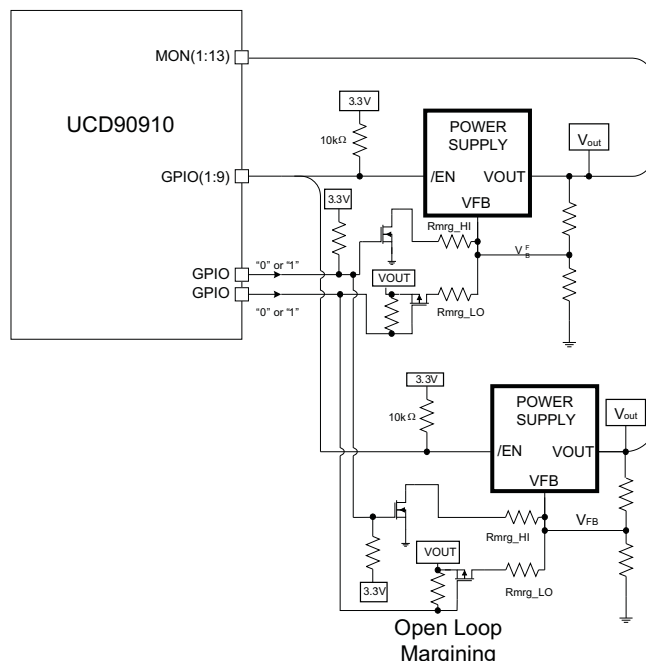 MON(1:13)
UCD90910
3.3V
10kΩ
POWER
SUPPLY
Vout
GPIO(1:9)
/EN
VOUT
3.3V
VFB
Rmrg_HI
VFB
GPIO
"0" or "1"
VOUT
GPIO
"0" or "1"
Rmrg_LO
3.3V
10kΩ
POWER
SUPPLY
Vout
/EN
VOUT
VFB
VFB
Rmrg_HI
VOUT
3.3V
Rmrg_LO
Open Loop
Margining